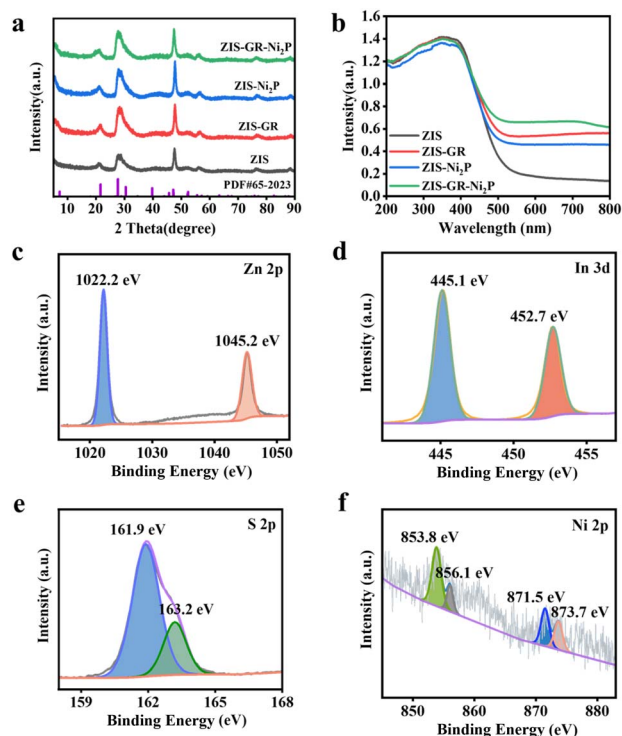 a
Intensity(a.u.)
ZIS-GR-Ni₂P
ZIS-Ni₂P
ZIS-GR
ZIS
PDF#65-2023
10 20 30 40 50 60 70 80 90
2 Theta(degree)
b
Intensity(a.u.)
1.6
1.4
1.2
1.0
0.8
0.6
0.4
0.2
0.0
ZIS
ZIS-GR
ZIS-Ni₂P
ZIS-GR-Ni₂P
200 300 400 500 600 700 800
Wavelength (nm)
c
Zn 2p
Intensity (a.u.)
1022.2 eV
1045.2 eV
1020 1030 1040 1050
Binding Energy (eV)
d
In 3d
Intensity (a.u.)
445.1 eV
452.7 eV
445 450 455
Binding Energy (eV)
e
S 2p
Intensity (a.u.)
161.9 eV
163.2 eV
159 162 165 168
Binding Energy (eV)
f
Ni 2p
Intensity (a.u.)
853.8 eV
856.1 eV
871.5 eV
873.7 eV
850 860 870 880
Binding Energy (eV)